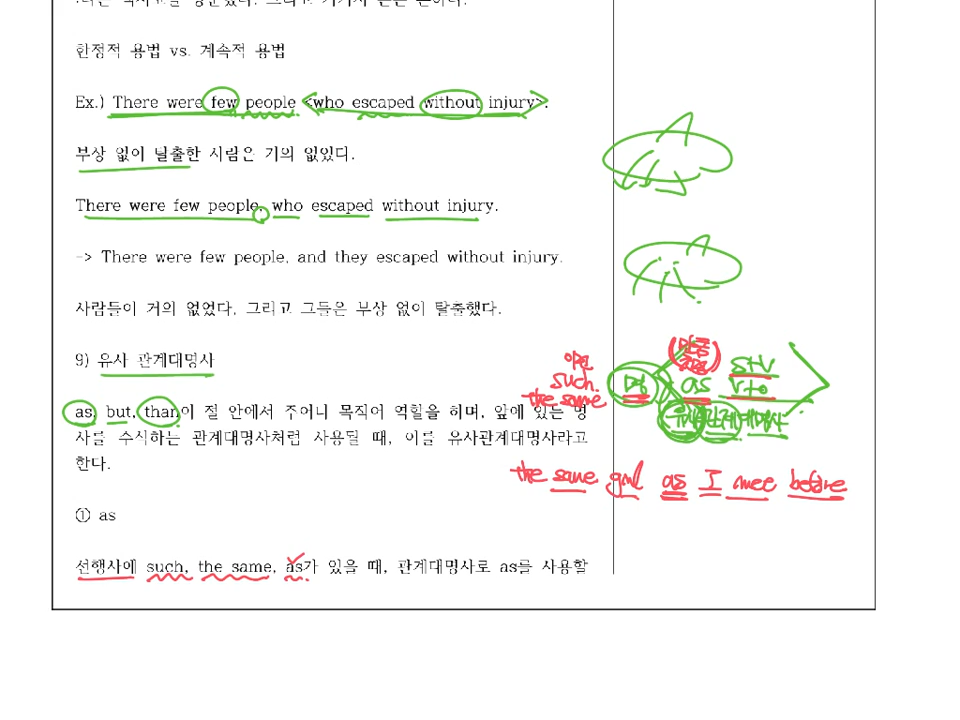 한정적 용법 vs. 계속적 용법
Ex.) There were few people <who escaped without injury>.
부상 없이 탈출한 사람은 거의 없었다.
There were few people, who escaped without injury.
-> There were few people, and they escaped without injury.
사람들이 거의 없었다. 그리고 그들은 부상 없이 탈출했다.
9) 유사 관계대명사
as, but, than이 절 안에서 주어나 목적어 역할을 하며, 앞에 있는 명
사를 수식하는 관계대명사처럼 사용될 때, 이를 유사관계대명사라고
한다.
① as
선행사에 such, the same, as가 있을 때, 관계대명사로 as를 사용할
such.
the same
명
as
S+V
유사관계대명사
the same girl as I meet before